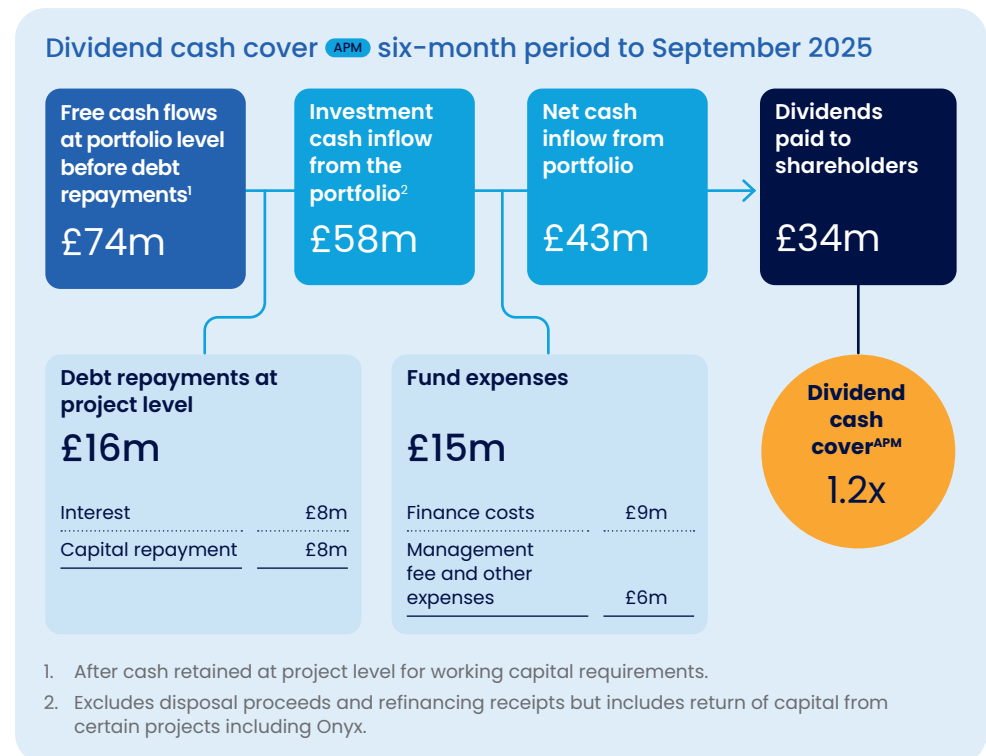 Dividend cash cover APM six-month period to September 2025
Free cash flows
at portfolio level
before debt
repayments¹
£74m
Investment
cash inflow
from the
portfolio²
£58m
Net cash
inflow from
portfolio
£43m
Dividends
paid to
shareholders
£34m
Debt repayments at
project level
£16m
Interest £8m
Capital repayment £8m
Fund expenses
£15m
Finance costs £9m
Management
fee and other
expenses £6m
Dividend
cash
coverAPM
1.2x
1. After cash retained at project level for working capital requirements.
2. Excludes disposal proceeds and refinancing receipts but includes return of capital from
certain projects including Onyx.